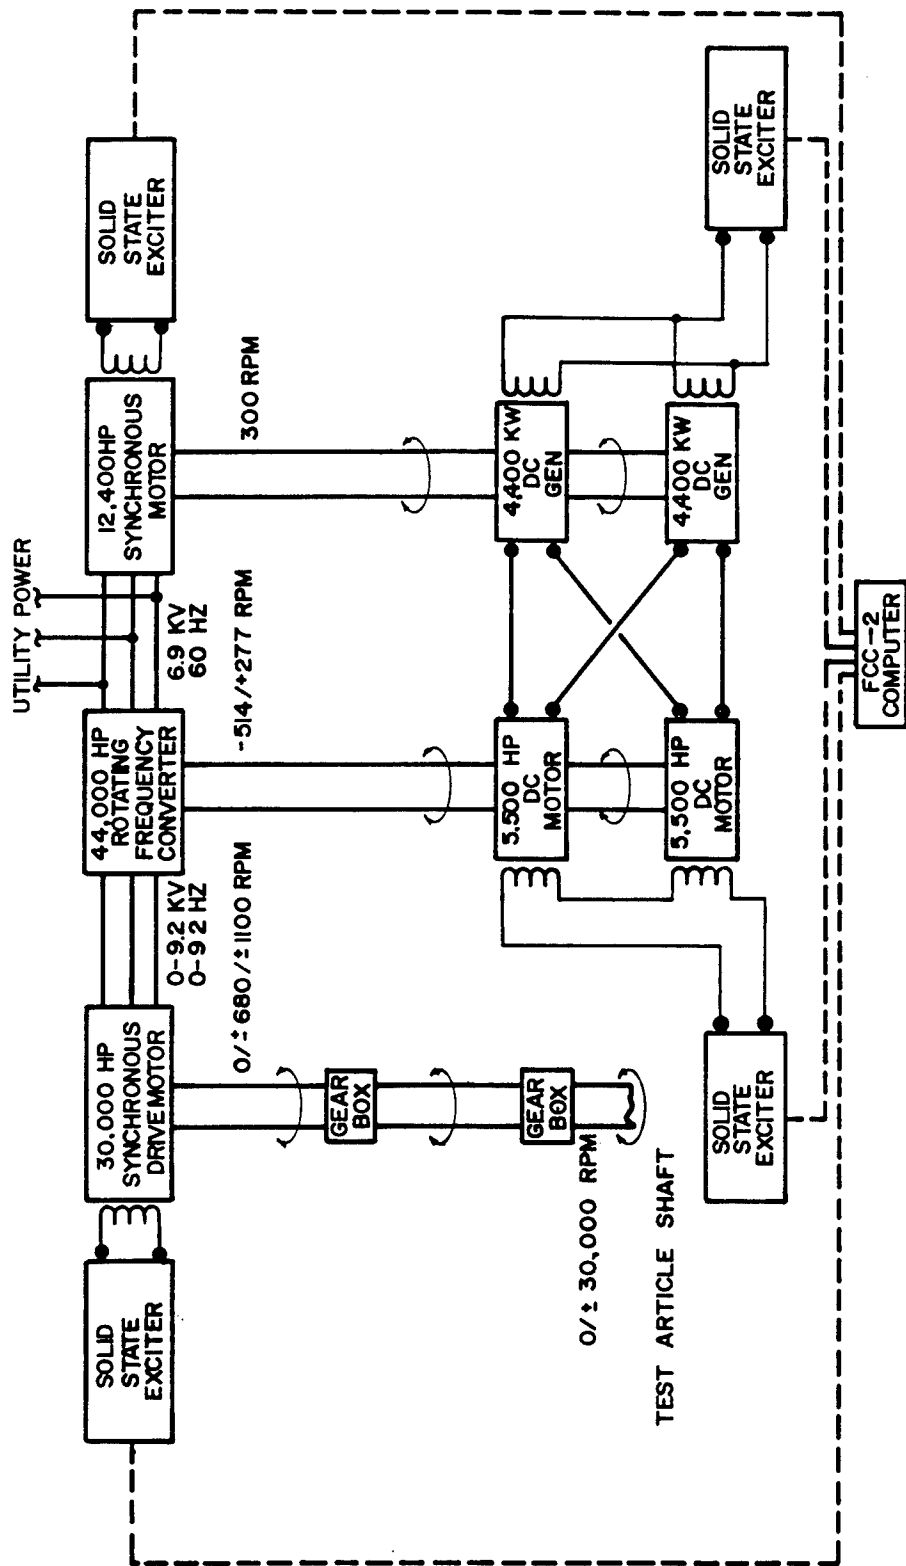 UTILITY POWER
SOLID
STATE
EXCITER
30,000 HP
SYNCHRONOUS
DRIVE MOTOR
0-9.2 KV
0-92 HZ
44,000 HP
ROTATING
FREQUENCY
CONVERTER
6.9 KV
60 HZ
12,400HP
SYNCHRONOUS
MOTOR
SOLID
STATE
EXCITER
0/±680/±1100 RPM
-514/+277 RPM
300 RPM
GEAR
BOX
GEAR
BOX
5,500 HP
DC
MOTOR
4,400 KW
DC
GEN
0/± 30,000 RPM
TEST ARTICLE SHAFT
5,500 HP
DC
MOTOR
4,400 KW
DC
GEN
SOLID
STATE
EXCITER
SOLID
STATE
EXCITER
FCC-2
COMPUTER